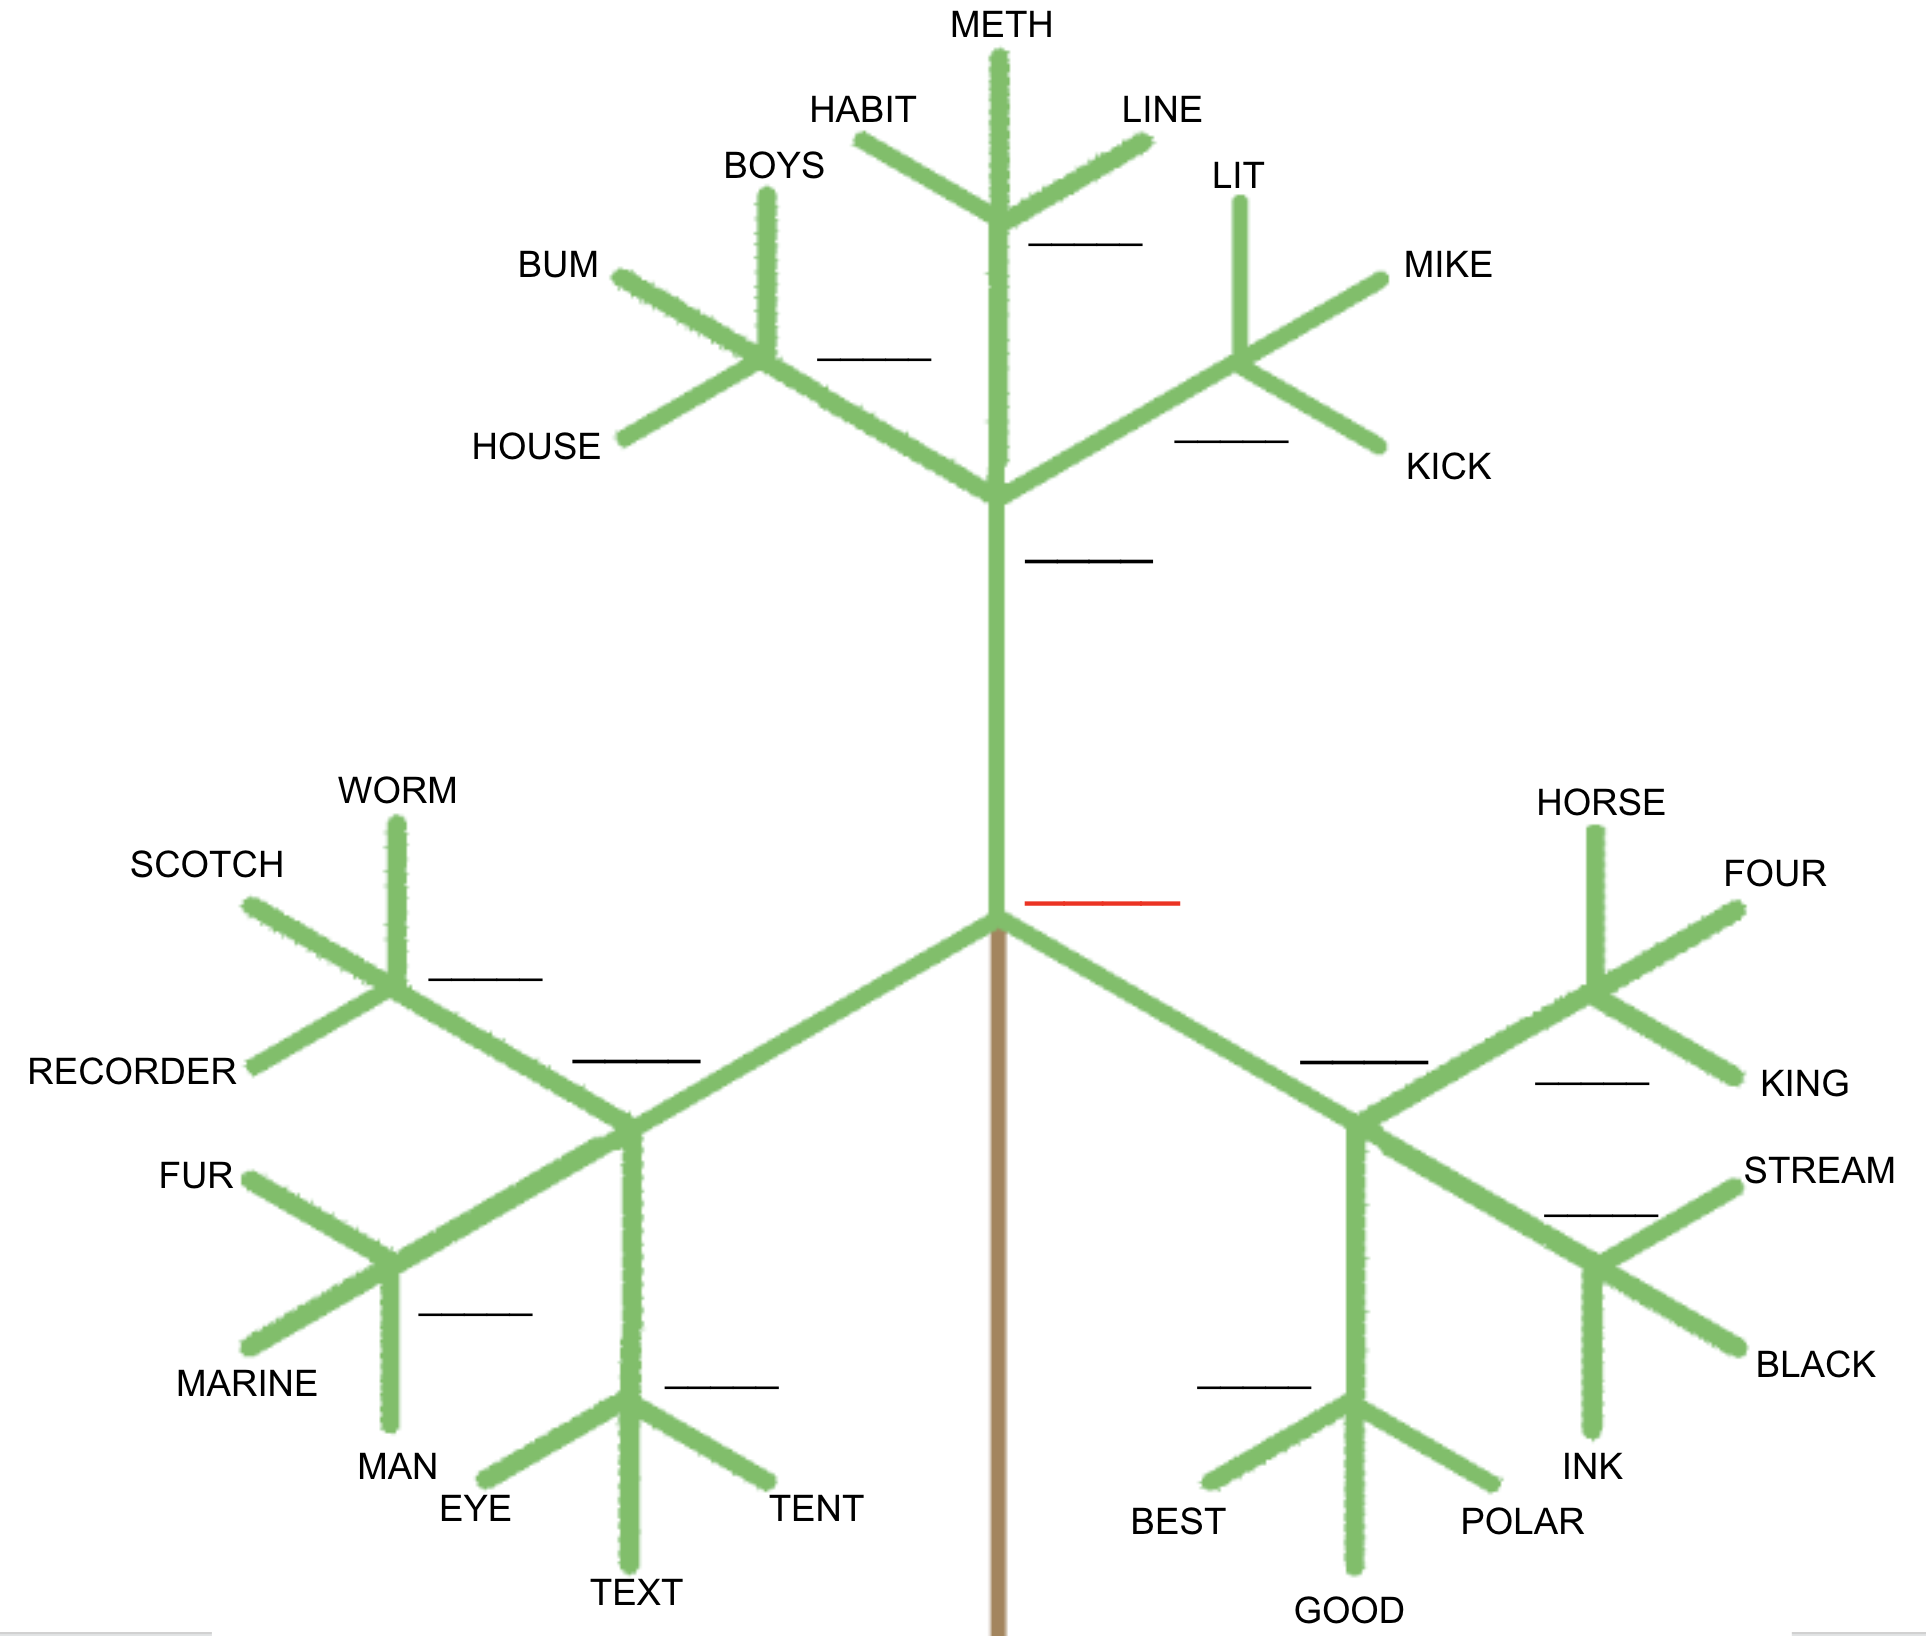 METH
HABIT
LINE
BOYS
LIT
BUM
MIKE
HOUSE
KICK
WORM
HORSE
SCOTCH
FOUR
RECORDER
KING
FUR
STREAM
MARINE
BLACK
MAN
INK
EYE
TENT
BEST
POLAR
TEXT
GOOD